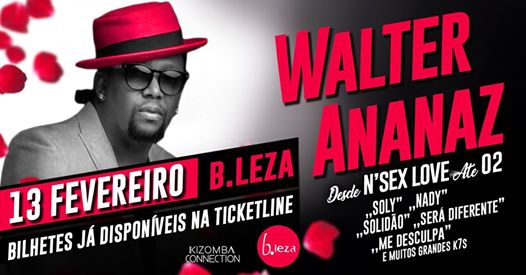 WALTER
ANANAZ
Desde N'SEX LOVE Até 02
,,SOLY" ,,NADY"
,,SOLIDÃO" ,,SERÁ DIFERENTE"
,,ME DESCULPA"
E MUITOS GRANDES K7S
13 FEVEREIRO B.LEZA
BILHETES JÁ DISPONÍVEIS NA TICKETLINE
KIZOMBA
CONNECTION
b.leza